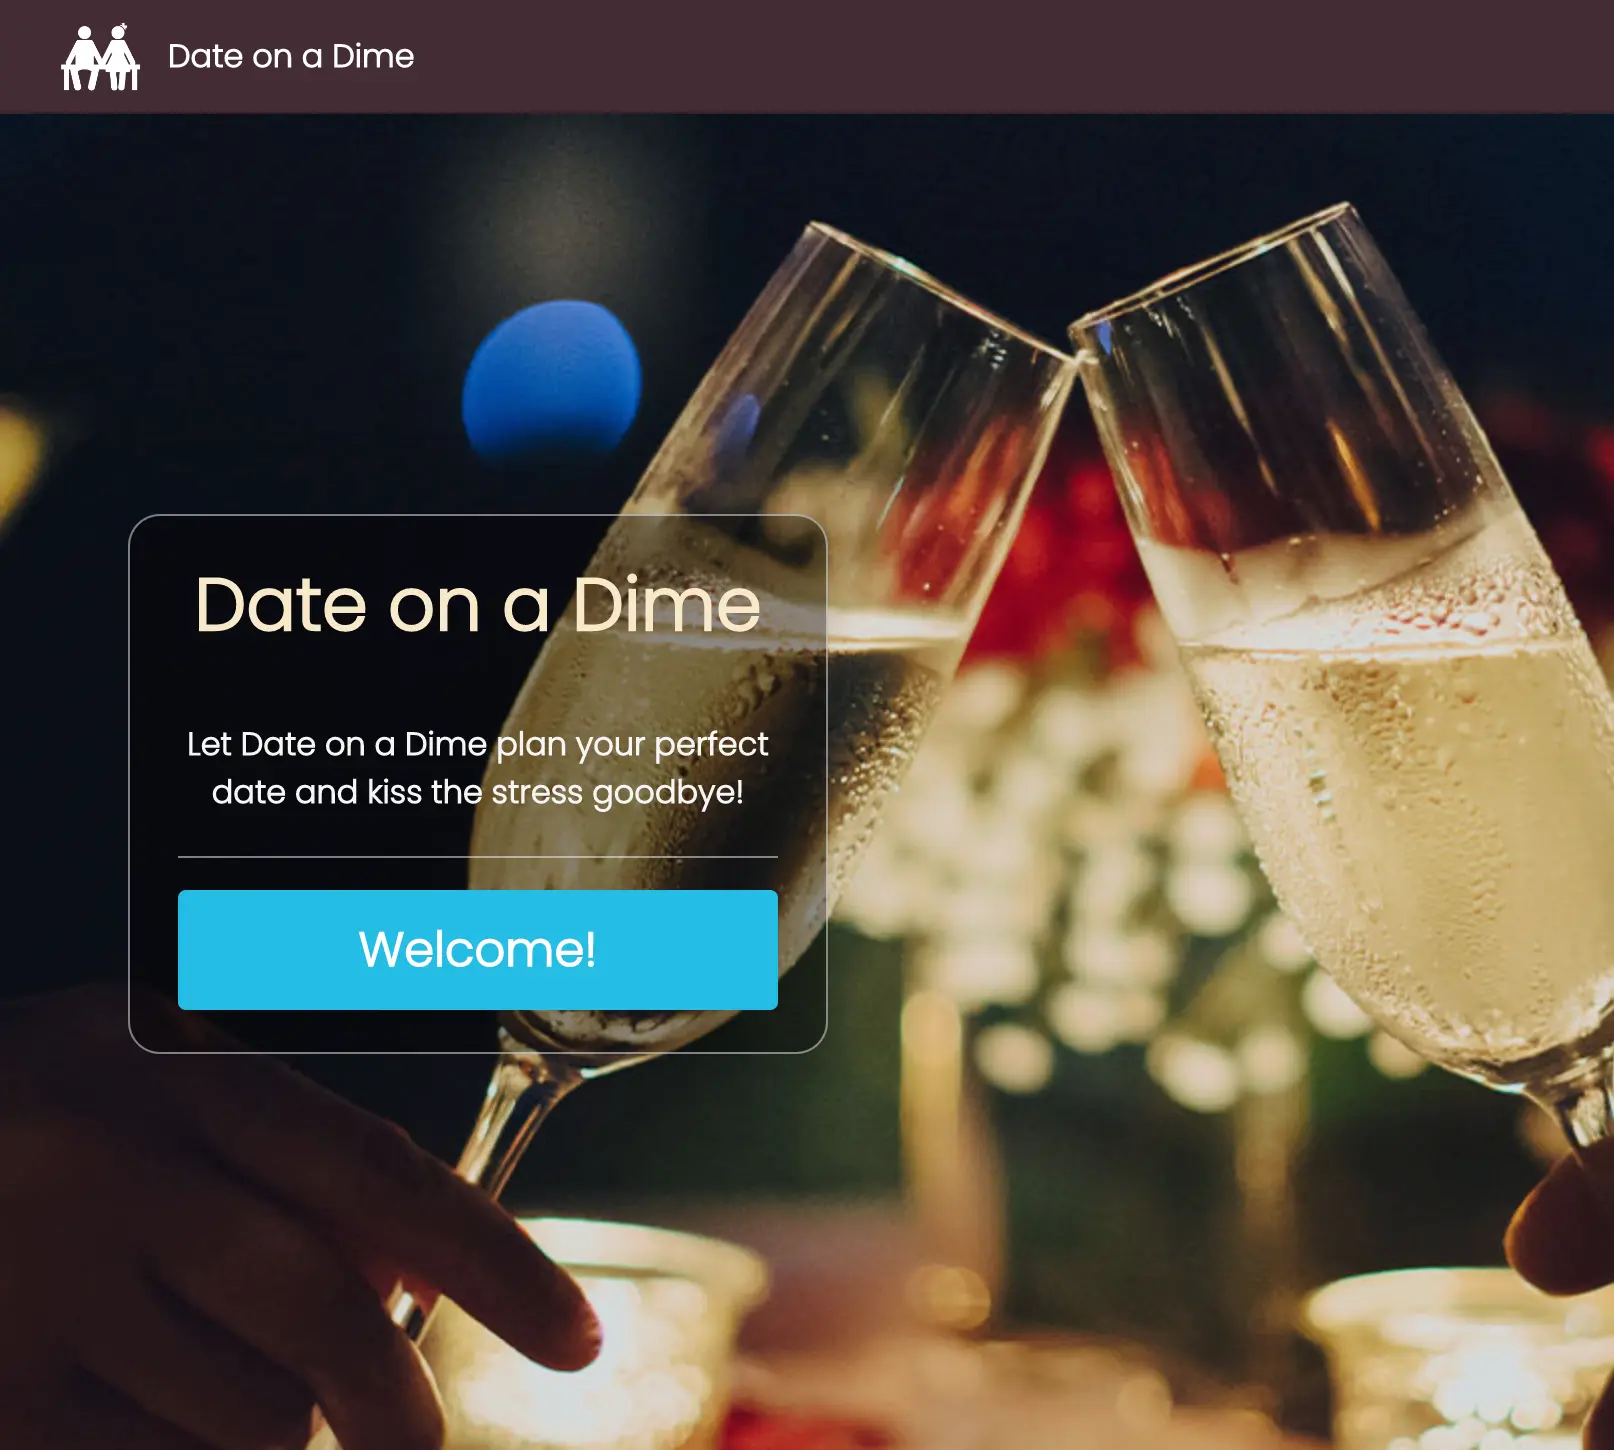 Date on a Dime
Date on a Dime
Let Date on a Dime plan your perfect
date and kiss the stress goodbye!
Welcome!